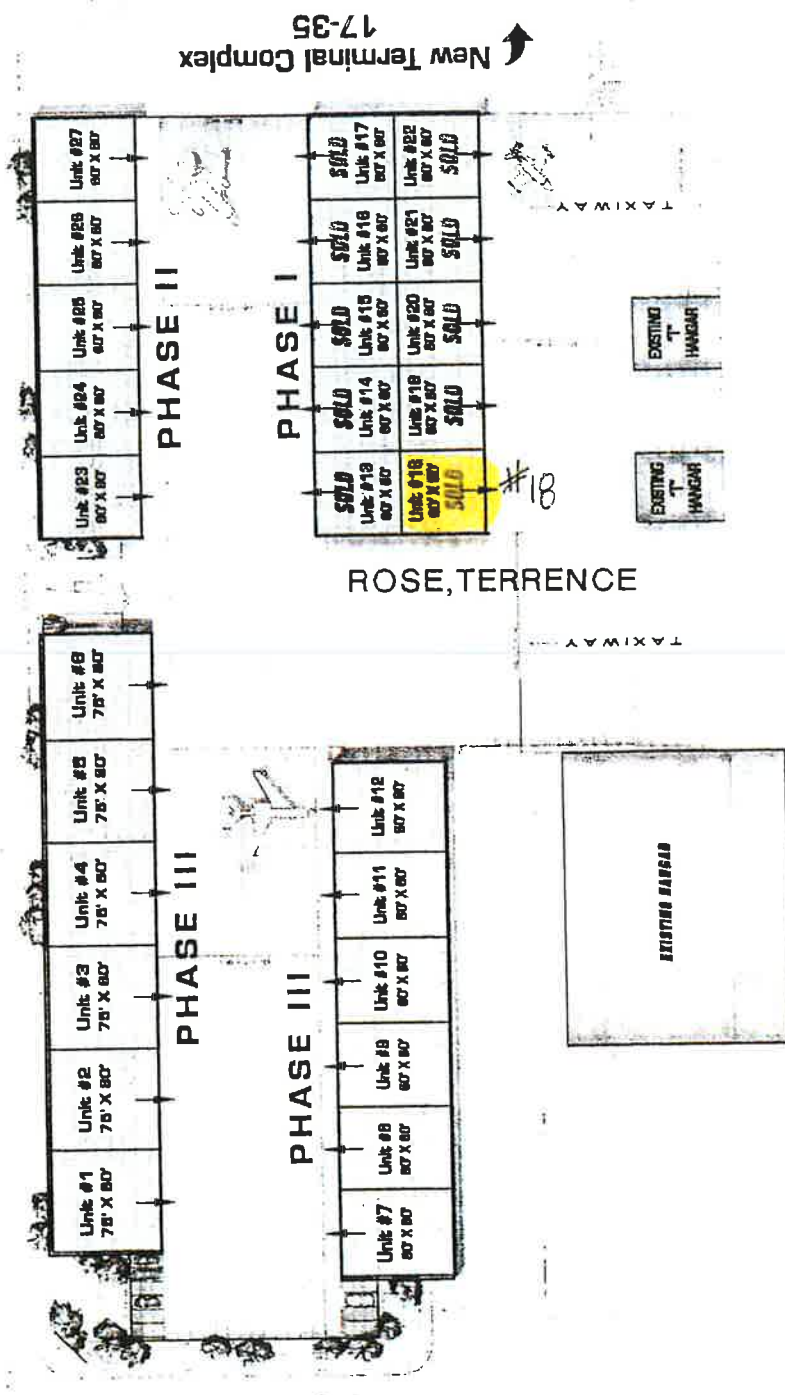 New Terminal Complex
17-35
Unit #23
60' X 60'
Unit #24
60' X 60'
Unit #25
60' X 60'
Unit #26
60' X 60'
Unit #27
60' X 60'
PHASE II
PHASE I
SOLD
Unit #13
60' X 60'
SOLD
Unit #14
60' X 60'
SOLD
Unit #15
60' X 60'
SOLD
Unit #16
60' X 60'
SOLD
Unit #17
60' X 60'
Unit #18
60' X 60'
SOLD
Unit #19
60' X 60'
SOLD
Unit #20
60' X 60'
SOLD
Unit #21
60' X 60'
SOLD
Unit #22
60' X 60'
SOLD
#18
TAXIWAY
EXISTING
"T"
HANGAR
EXISTING
"T"
HANGAR
ROSE,TERRENCE
TAXIWAY
Unit #1
75' X 60'
Unit #2
75' X 60'
Unit #3
75' X 60'
Unit #4
75' X 60'
Unit #5
75' X 60'
Unit #6
75' X 60'
PHASE III
PHASE III
Unit #7
60' X 60'
Unit #8
60' X 60'
Unit #9
60' X 60'
Unit #10
60' X 60'
Unit #11
60' X 60'
Unit #12
60' X 60'
EXISTING HANGAR